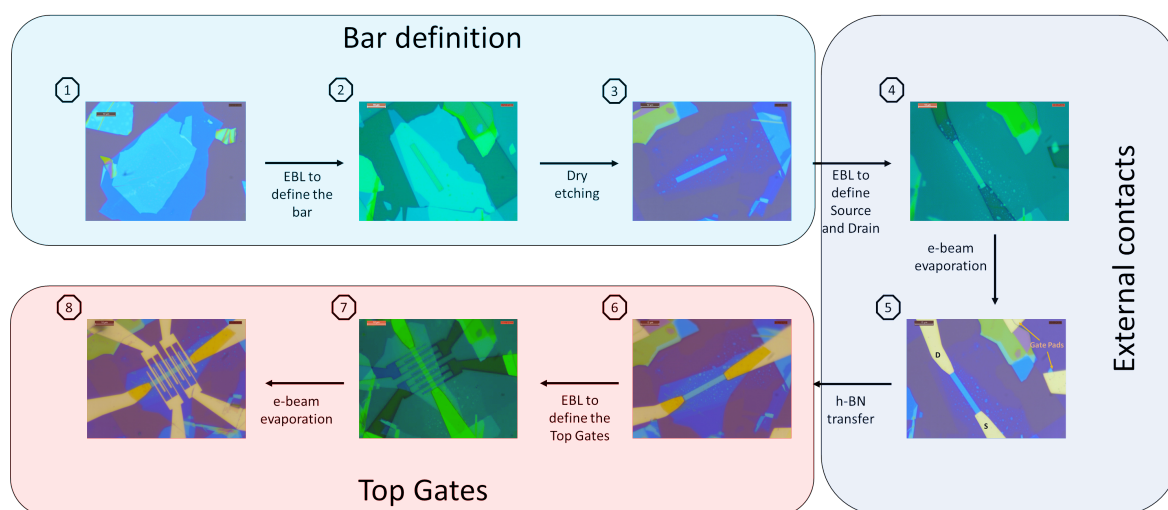 Bar definition
1
2
3
4
EBL to
define the
bar
Dry
etching
EBL to
define
Source
and Drain
e-beam
evaporation
External contacts
8
7
6
5
Gate Pads
D
S
e-beam
evaporation
EBL to
define the
Top Gates
h-BN
transfer
Top Gates